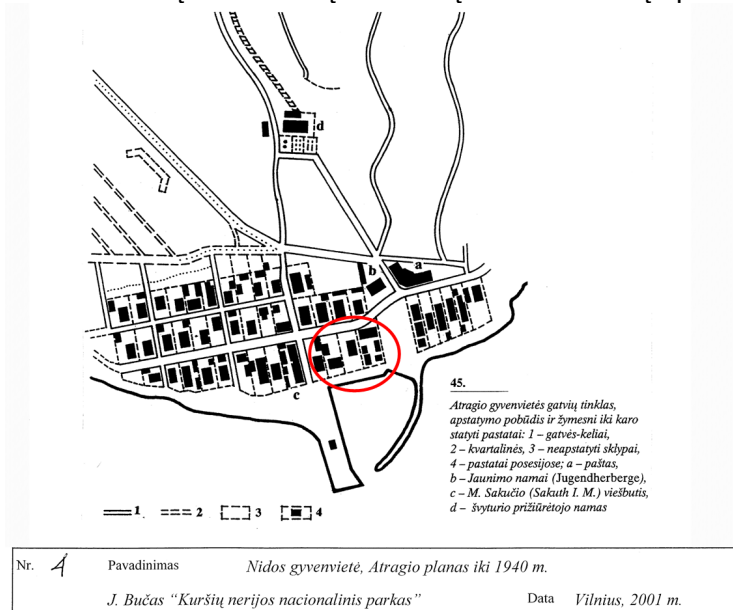 d
a
b
c
45.
Atragio gyvenvietės gatvių tinklas,
apstatymo pobūdis ir žymesni iki karo
statyti pastatai: 1 – gatvės-keliai,
2 – kvartalinės, 3 – neapstatyti sklypai,
4 – pastatai posesijose; a – paštas,
b – Jaunimo namai (Jugendherberge),
c – M. Sakučio (Sakuth I. M.) viešbutis,
d – švyturio prižiūrėtojo namas
1 2 3 4
Nr. Pavadinimas Nidos gyvenvietė, Atragio planas iki 1940 m.
J. Bučas “Kuršių nerijos nacionalinis parkas” Data Vilnius, 2001 m.